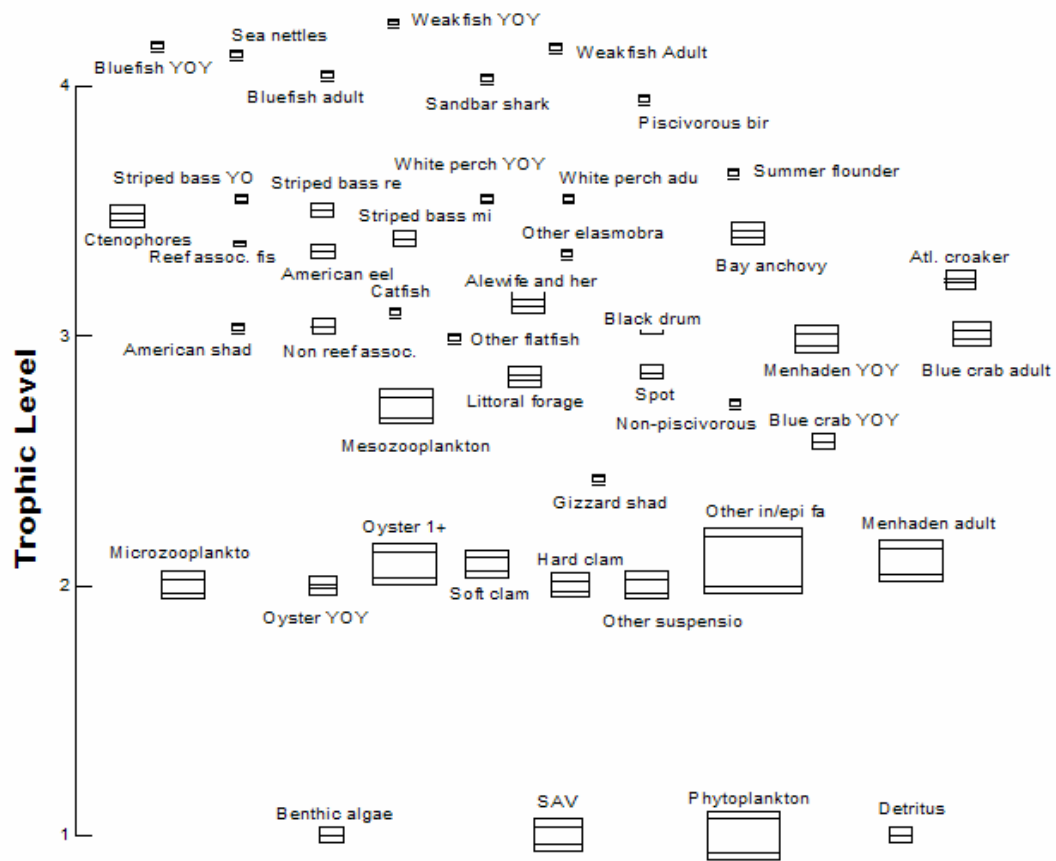 Weakfish YOY
Sea nettles
Weakfish Adult
Bluefish YOY
4
Bluefish adult
Sandbar shark
Piscivorous bir
White perch YOY
Summer flounder
Striped bass YO
Striped bass re
White perch adu
Striped bass mi
Other elasmobra
Ctenophores
Reef assoc. fis
Bay anchovy
Atl. croaker
American eel
Alewife and her
Catfish
Black drum
3
American shad
Non reef assoc.
Other flatfish
Menhaden YOY
Blue crab adult
Littoral forage
Spot
Non-piscivorous
Blue crab YOY
Mesozooplankton
Trophic Level
Gizzard shad
Other in/epi fa
Oyster 1+
Menhaden adult
Microzooplankto
Hard clam
2
Soft clam
Oyster YOY
Other suspensio
SAV
Phytoplankton
Benthic algae
Detritus
1